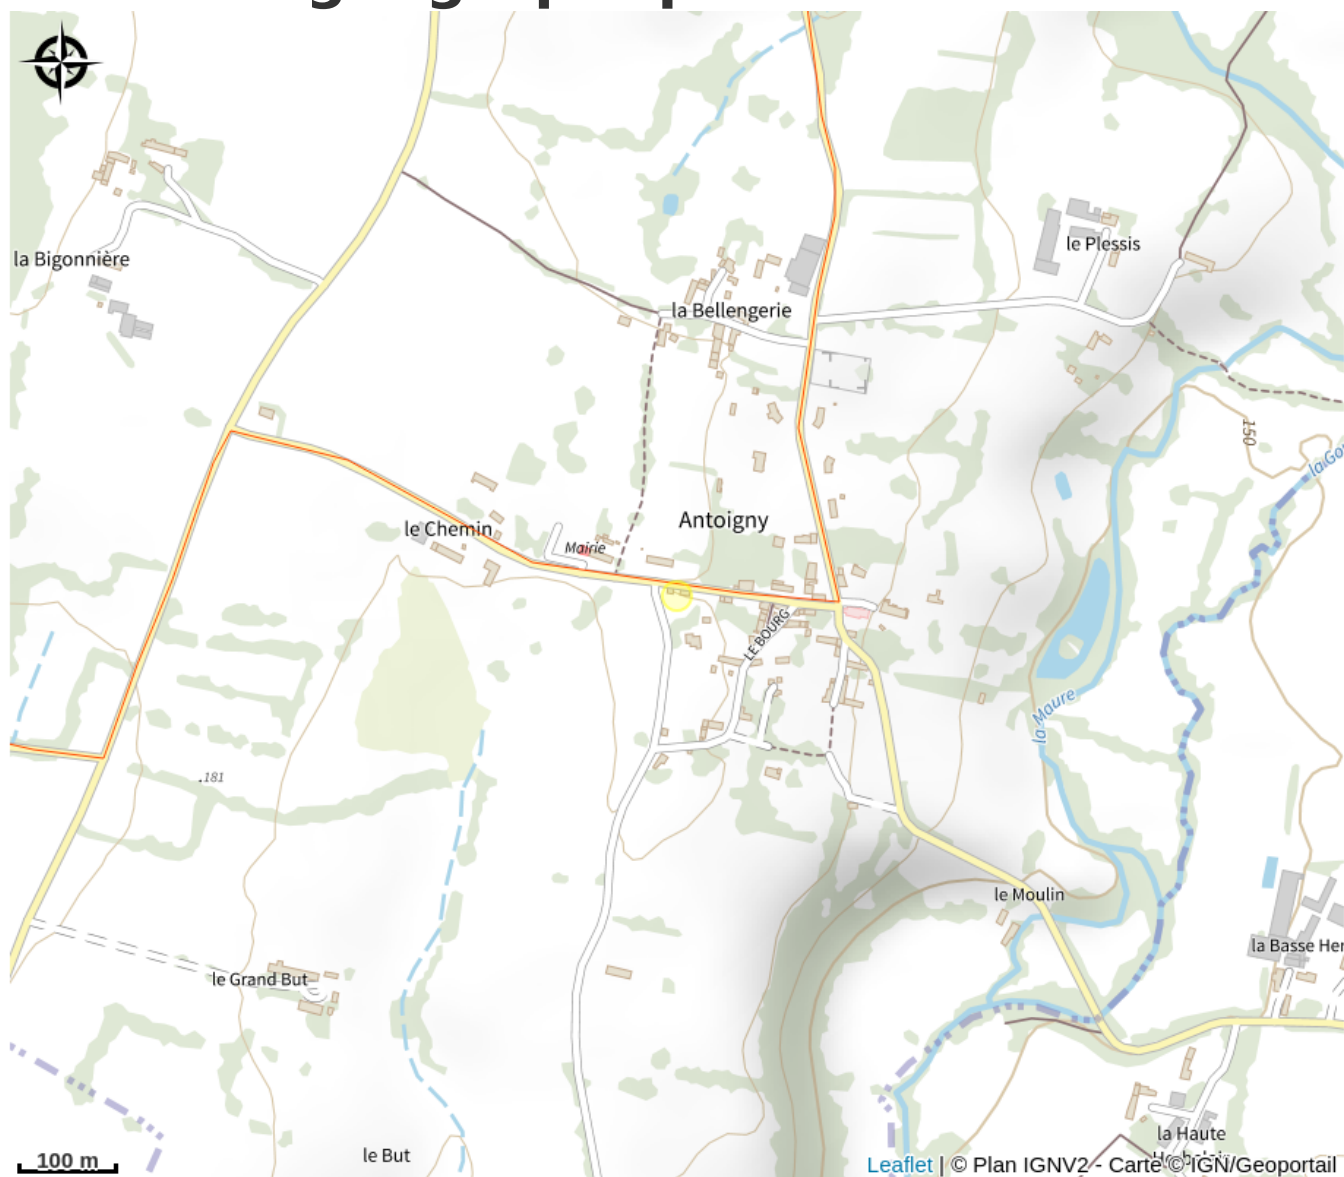 la Bigonnière
le Plessis
la Bellengerie
150
Antoigny
le Chemin
Mairie
LE BOURG
la Maure
.181
le Moulin
la Basse Her
le Grand But
la Haute
le But
100 m
Leaflet | © Plan IGNV2 - Carte © IGN/Geoportail